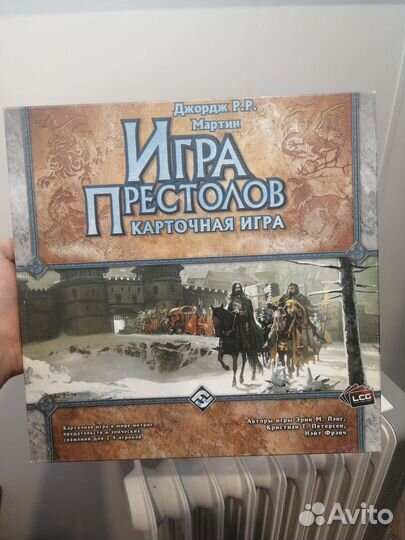 Джордж Р.Р.
Мартин
Игра
Престолов
карточная игра
Карточная игра в мире интриг,
предательств и эпических
сражений для 2-4 игроков
Авторы игры Эрик М. Лэнг,
Кристиан Т. Петерсен,
Нэйт Фрэнч
LCG
Avito